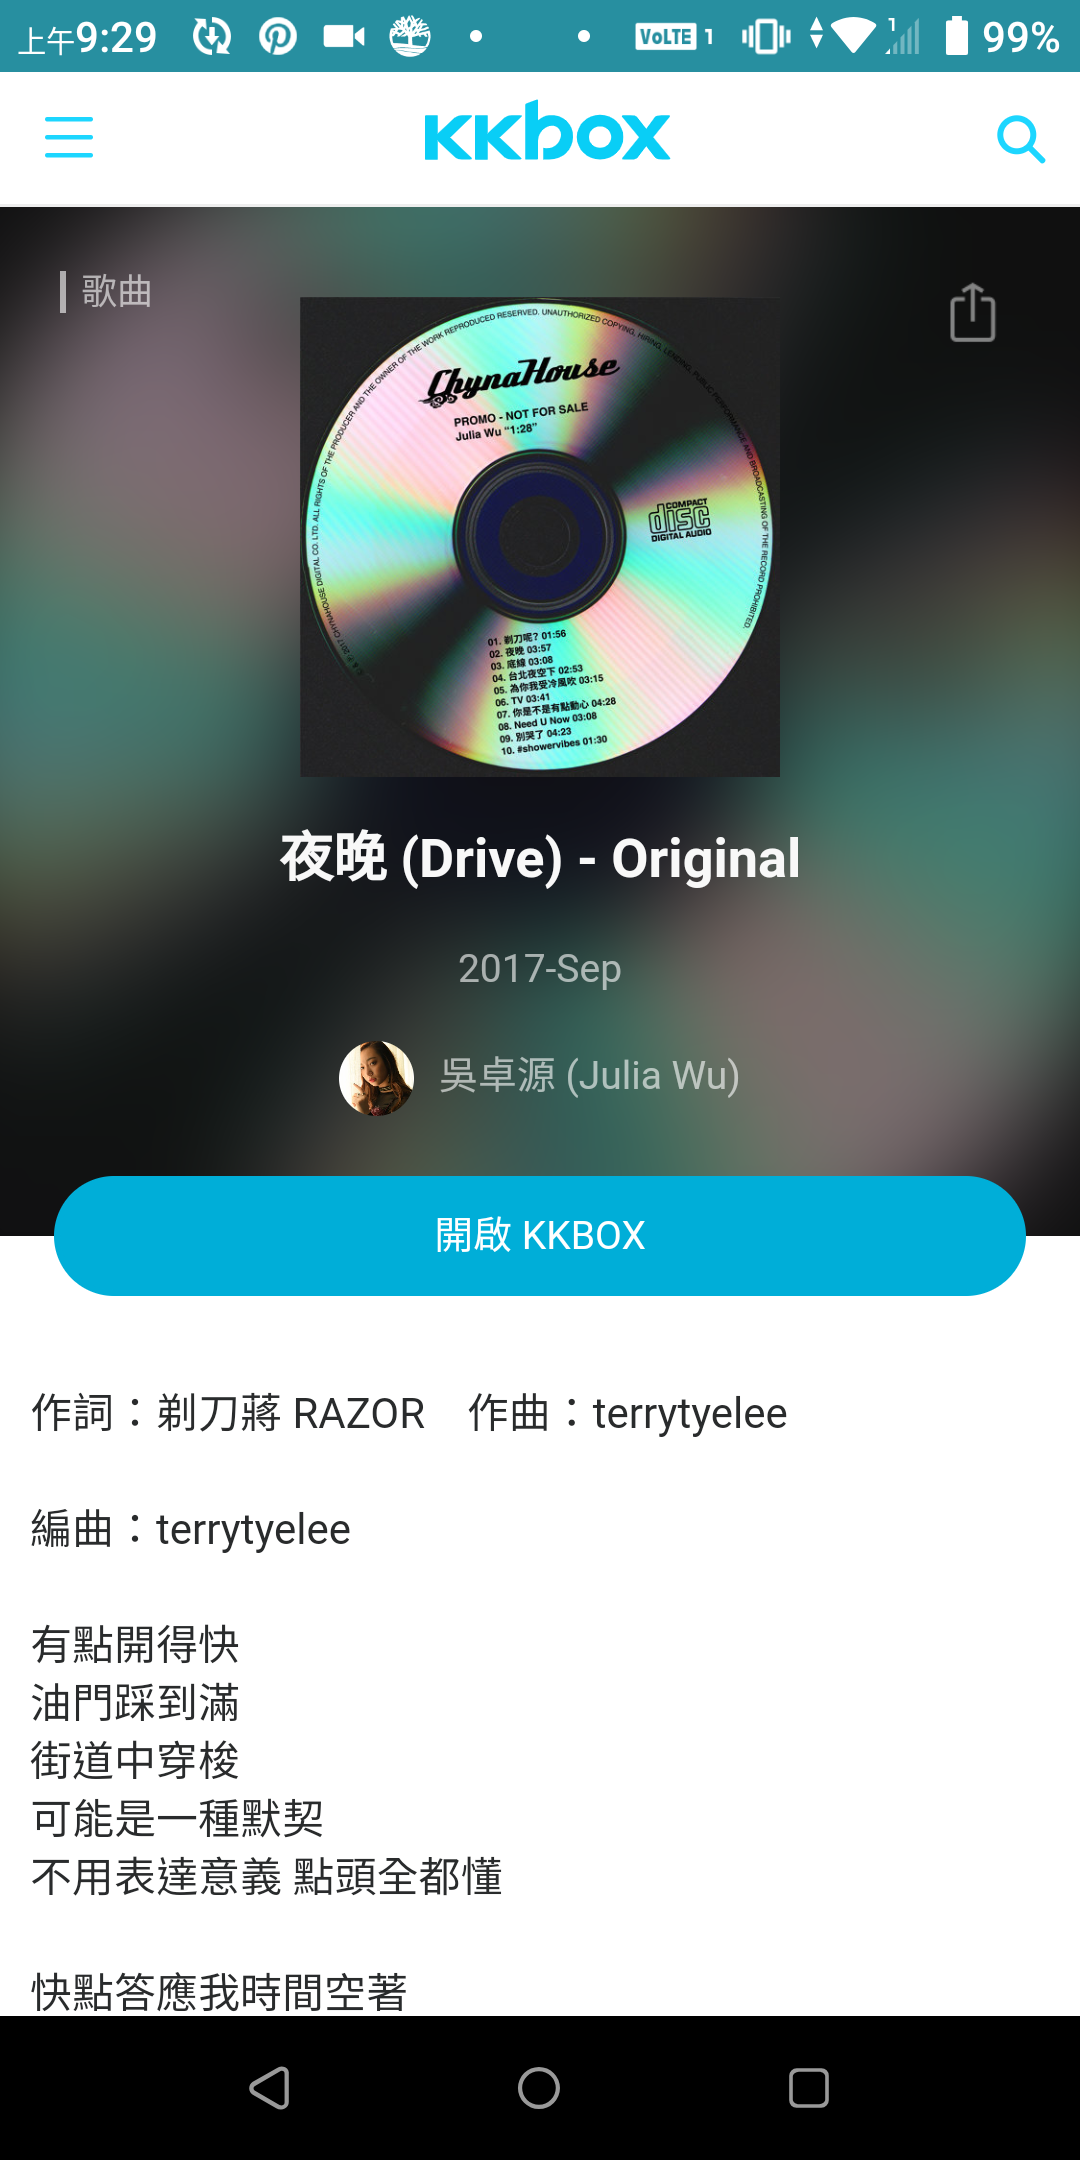 上午9:29
VoLTE 1
1
99%
KKbox
歌曲
ChynaHouse
PROMO - NOT FOR SALE
Julia Wu "1:28"
COMPACT
disc
DIGITAL AUDIO
01. 剃刀呢? 01:56
02. 夜晚 03:57
03. 底線 03:08
04. 台北夜空下 02:53
05. 為你我受冷風吹 03:15
06. TV 03:41
07. 你是不是有點動心 04:28
08. Need U Now 03:08
09. 別哭了 04:23
10. #showervibes 01:30
& ℗ 2017 CHYNAHOUSE DIGITAL CO. LTD. ALL RIGHTS OF THE PRODUCER AND THE OWNER OF THE WORK REPRODUCED RESERVED. UNAUTHORIZED COPYING, HIRING, LENDING, PUBLIC PERFORMANCE AND BROADCASTING OF THE RECORD PROHIBITED.
夜晚 (Drive) - Original
2017-Sep
吳卓源 (Julia Wu)
開啟 KKBOX
作詞：剃刀蔣 RAZOR　作曲：terrytyelee
編曲：terrytyelee
有點開得快
油門踩到滿
街道中穿梭
可能是一種默契
不用表達意義 點頭全都懂
快點答應我時間空著